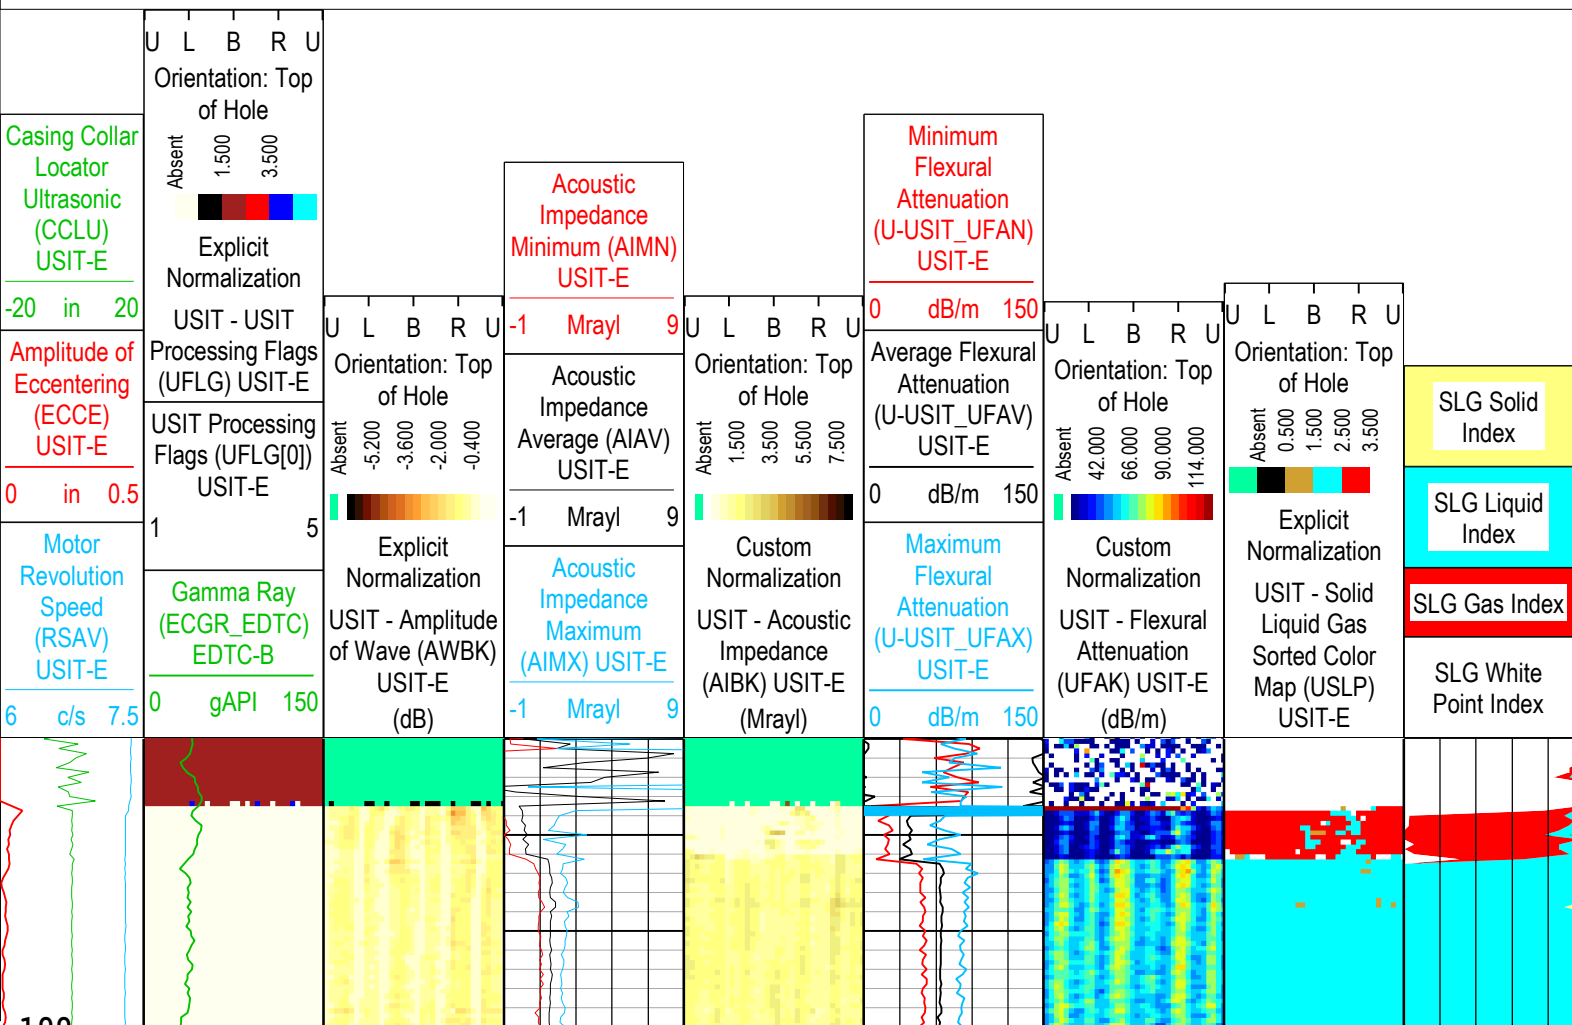 Casing Collar
Locator
Ultrasonic
(CCLU)
USIT-E
-20 in 20
Amplitude of
Eccentering
(ECCE)
USIT-E
0 in 0.5
Motor
Revolution
Speed
(RSAV)
USIT-E
6 c/s 7.5
U L B R U
Orientation: Top
of Hole
Absent
1.500
3.500
Explicit
Normalization
USIT - USIT
Processing Flags
(UFLG) USIT-E
USIT Processing
Flags (UFLG[0])
USIT-E
1 5
Gamma Ray
(ECGR_EDTC)
EDTC-B
0 gAPI 150
U L B R U
Orientation: Top
of Hole
Absent
-5.200
-3.600
-2.000
-0.400
Explicit
Normalization
USIT - Amplitude
of Wave (AWBK)
USIT-E
(dB)
Acoustic
Impedance
Minimum (AIMN)
USIT-E
-1 Mrayl 9
Acoustic
Impedance
Average (AIAV)
USIT-E
-1 Mrayl 9
Acoustic
Impedance
Maximum
(AIMX) USIT-E
-1 Mrayl 9
U L B R U
Orientation: Top
of Hole
Absent
1.500
3.500
5.500
7.500
Custom
Normalization
USIT - Acoustic
Impedance
(AIBK) USIT-E
(Mrayl)
Minimum
Flexural
Attenuation
(U-USIT_UFAN)
USIT-E
0 dB/m 150
Average Flexural
Attenuation
(U-USIT_UFAV)
USIT-E
0 dB/m 150
Maximum
Flexural
Attenuation
(U-USIT_UFAX)
USIT-E
0 dB/m 150
U L B R U
Orientation: Top
of Hole
Absent
42.000
66.000
90.000
114.000
Custom
Normalization
USIT - Flexural
Attenuation
(UFAK) USIT-E
(dB/m)
U L B R U
Orientation: Top
of Hole
Absent
0.500
1.500
2.500
3.500
Explicit
Normalization
USIT - Solid
Liquid Gas
Sorted Color
Map (USLP)
USIT-E
SLG Solid
Index
SLG Liquid
Index
SLG Gas Index
SLG White
Point Index
100